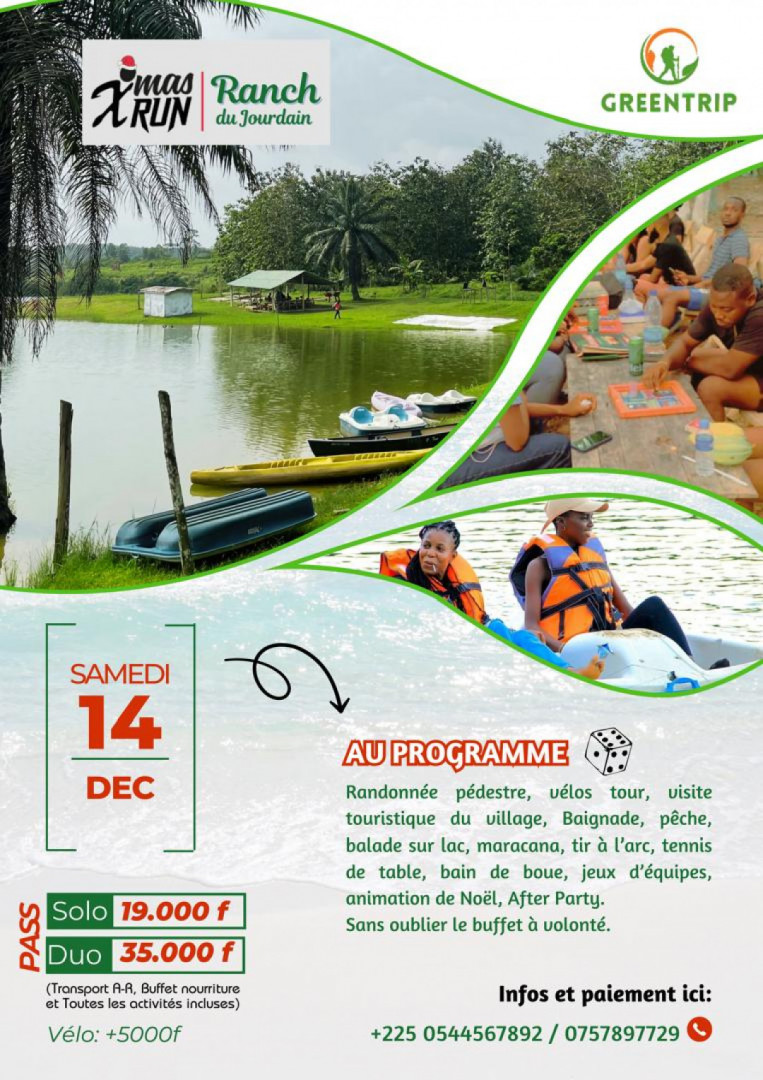 Xmas
RUN
Ranch
du Jourdain
GREENTRIP
SAMEDI
14
DEC
AU PROGRAMME
Randonnée pédestre, vélos tour, visite
touristique du village, Baignade, pêche,
balade sur lac, maracana, tir à l'arc, tennis
de table, bain de boue, jeux d'équipes,
animation de Noël, After Party.
Sans oublier le buffet à volonté.
PASS
Solo 19.000 f
Duo 35.000 f
(Transport A-R, Buffet nourriture
et Toutes les activités incluses)
Vélo: +5000f
Infos et paiement ici:
+225 0544567892 / 0757897729